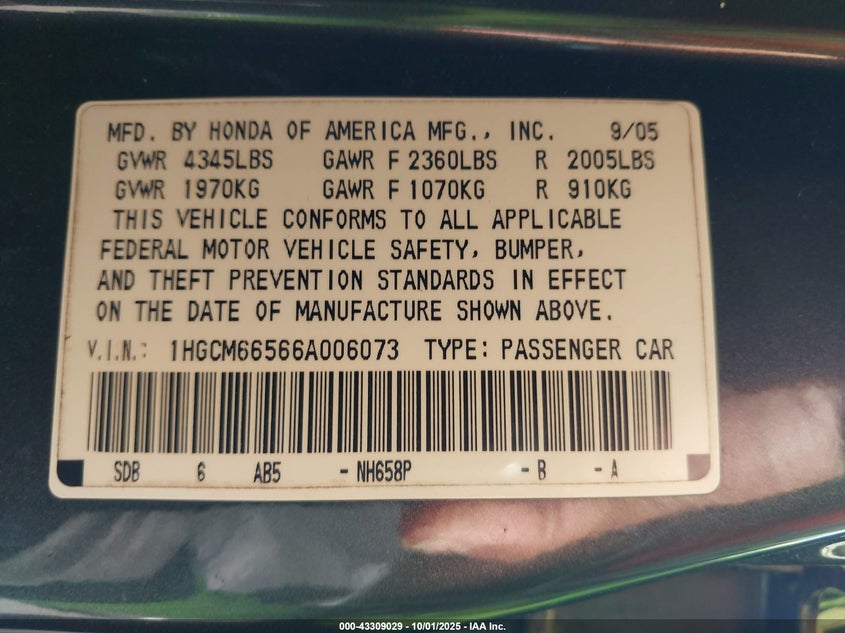 MFD. BY HONDA OF AMERICA MFG., INC. 9/05
GVWR 4345LBS GAWR F 2360LBS R 2005LBS
GVWR 1970KG GAWR F 1070KG R 910KG
THIS VEHICLE CONFORMS TO ALL APPLICABLE
FEDERAL MOTOR VEHICLE SAFETY, BUMPER,
AND THEFT PREVENTION STANDARDS IN EFFECT
ON THE DATE OF MANUFACTURE SHOWN ABOVE.
V.I.N.: 1HGCM66566A006073 TYPE: PASSENGER CAR
SDB 6 AB5 -NH658P -B -A
000-43309029 - 10/01/2025 - IAA Inc.